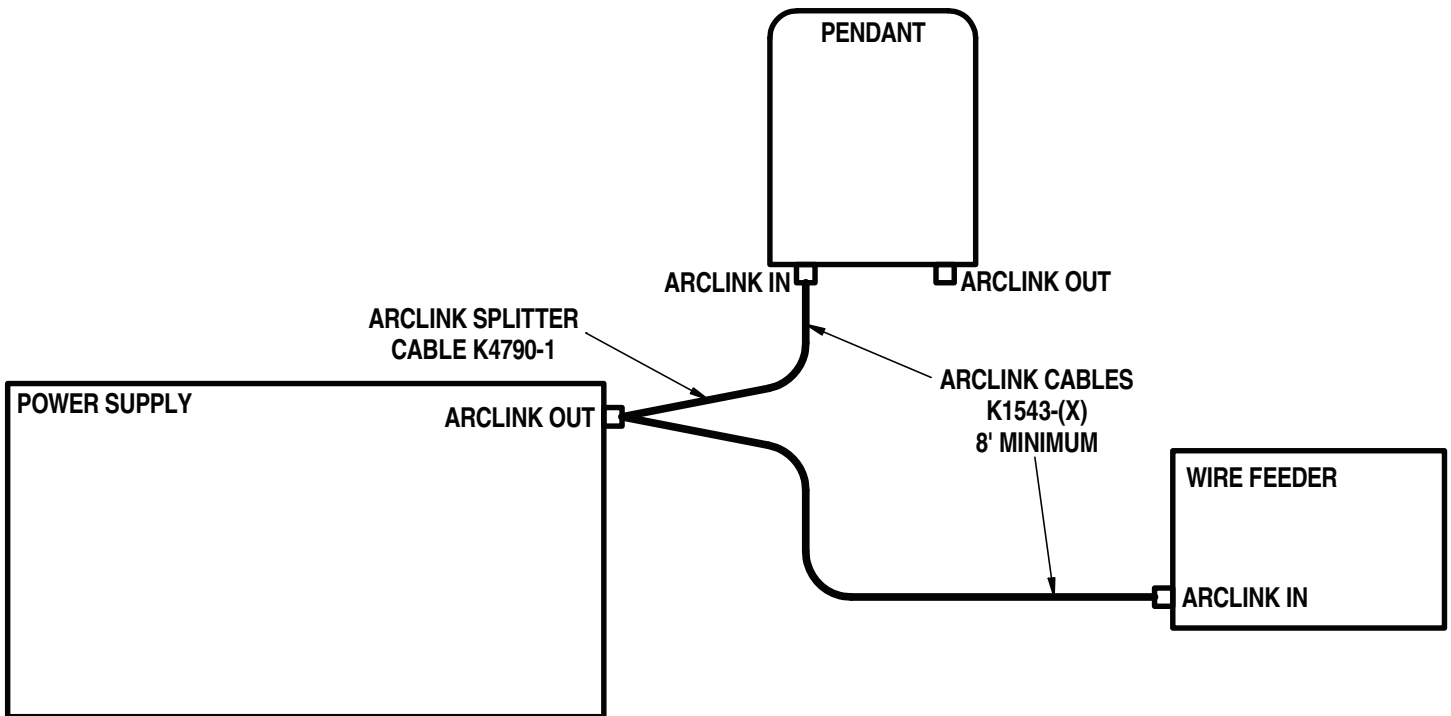 PENDANT
ARCLINK IN
ARCLINK OUT
ARCLINK SPLITTER
CABLE K4790-1
ARCLINK CABLES
K1543-(X)
8' MINIMUM
POWER SUPPLY
ARCLINK OUT
WIRE FEEDER
ARCLINK IN